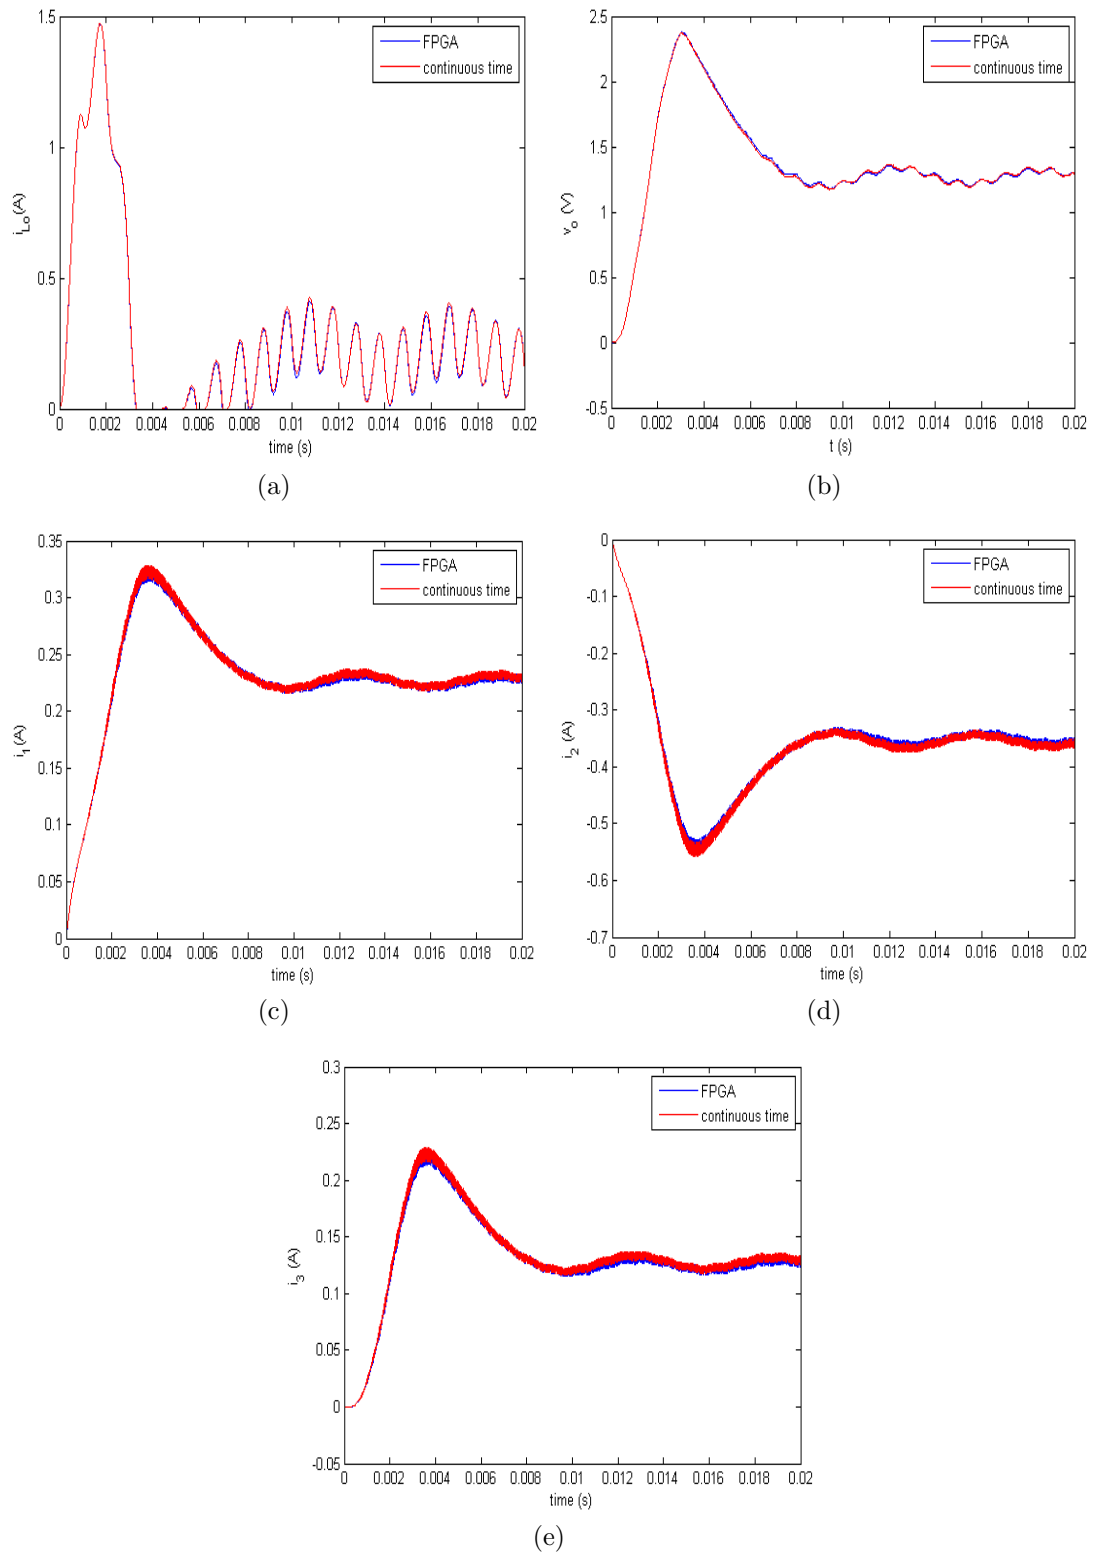 1.5
1
0.5
0
i_Lo (A)
FPGA
continuous time
0 0.002 0.004 0.006 0.008 0.01 0.012 0.014 0.016 0.018 0.02
time (s)
(a)
2.5
2
1.5
1
0.5
0
-0.5
v_o (V)
FPGA
continuous time
0 0.002 0.004 0.006 0.008 0.01 0.012 0.014 0.016 0.018 0.02
t (s)
(b)
0.35
0.3
0.25
0.2
0.15
0.1
0.05
0
i_1 (A)
FPGA
continuous time
0 0.002 0.004 0.006 0.008 0.01 0.012 0.014 0.016 0.018 0.02
time (s)
(c)
0
-0.1
-0.2
-0.3
-0.4
-0.5
-0.6
-0.7
i_2 (A)
FPGA
continuous time
0 0.002 0.004 0.006 0.008 0.01 0.012 0.014 0.016 0.018 0.02
time (s)
(d)
0.3
0.25
0.2
0.15
0.1
0.05
0
-0.05
i_3 (A)
FPGA
continuous time
0 0.002 0.004 0.006 0.008 0.01 0.012 0.014 0.016 0.018 0.02
time (s)
(e)